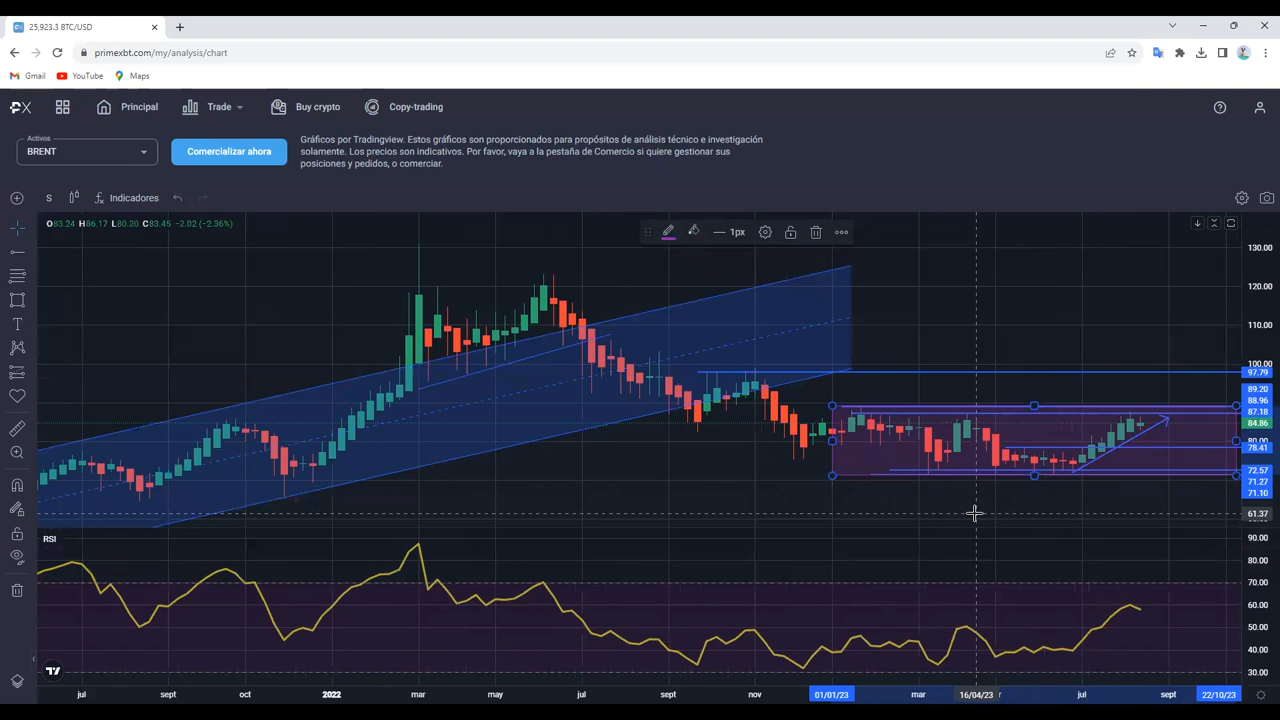 25,923.3 BTC/USD
primexbt.com/my/analysis/chart
Gmail YouTube Maps
PX Principal Trade Buy crypto Copy-trading
Activos
BRENT
Comercializar ahora
Gráficos por Tradingview. Estos gráficos son proporcionados para propósitos de análisis técnico e investigación
solamente. Los precios son indicativos. Por favor, vaya a la pestaña de Comercio si quiere gestionar sus
posiciones y pedidos, o comerciar.
S Indicadores
O83.24 H86.17 L80.20 C83.45 −2.02 (−2.36%)
1px
130.00
120.00
110.00
100.00
97.79
89.20
88.96
87.18
84.86
80.00
78.41
72.57
71.27
71.10
61.37
RSI
90.00
80.00
70.00
60.00
50.00
40.00
30.00
jul sept oct 2022 mar may jul sept nov 01/01/23 mar 16/04/23 jul sept 22/10/23